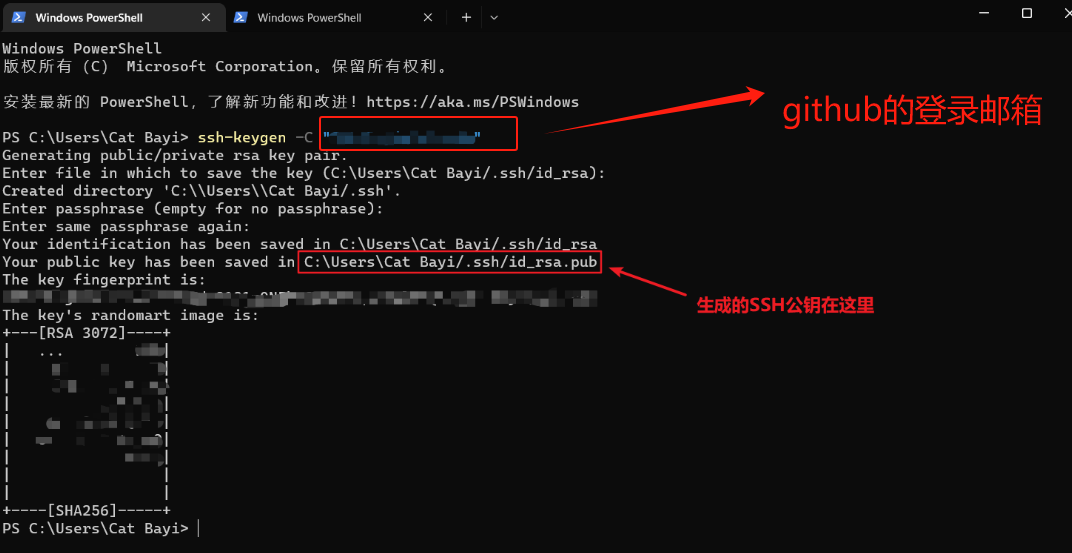 Windows PowerShell
Windows PowerShell
Windows PowerShell
版权所有 (C) Microsoft Corporation。保留所有权利。
安装最新的 PowerShell，了解新功能和改进！https://aka.ms/PSWindows
PS C:\Users\Cat Bayi> ssh-keygen -C "
"
github的登录邮箱
Generating public/private rsa key pair.
Enter file in which to save the key (C:\Users\Cat Bayi/.ssh/id_rsa):
Created directory 'C:\\Users\\Cat Bayi/.ssh'.
Enter passphrase (empty for no passphrase):
Enter same passphrase again:
Your identification has been saved in C:\Users\Cat Bayi/.ssh/id_rsa
Your public key has been saved in C:\Users\Cat Bayi/.ssh/id_rsa.pub
The key fingerprint is:
生成的SSH公钥在这里
The key's randomart image is:
+---[RSA 3072]----+
| ... |
| |
| |
| |
| |
| |
| |
| |
| |
+----[SHA256]-----+
PS C:\Users\Cat Bayi>